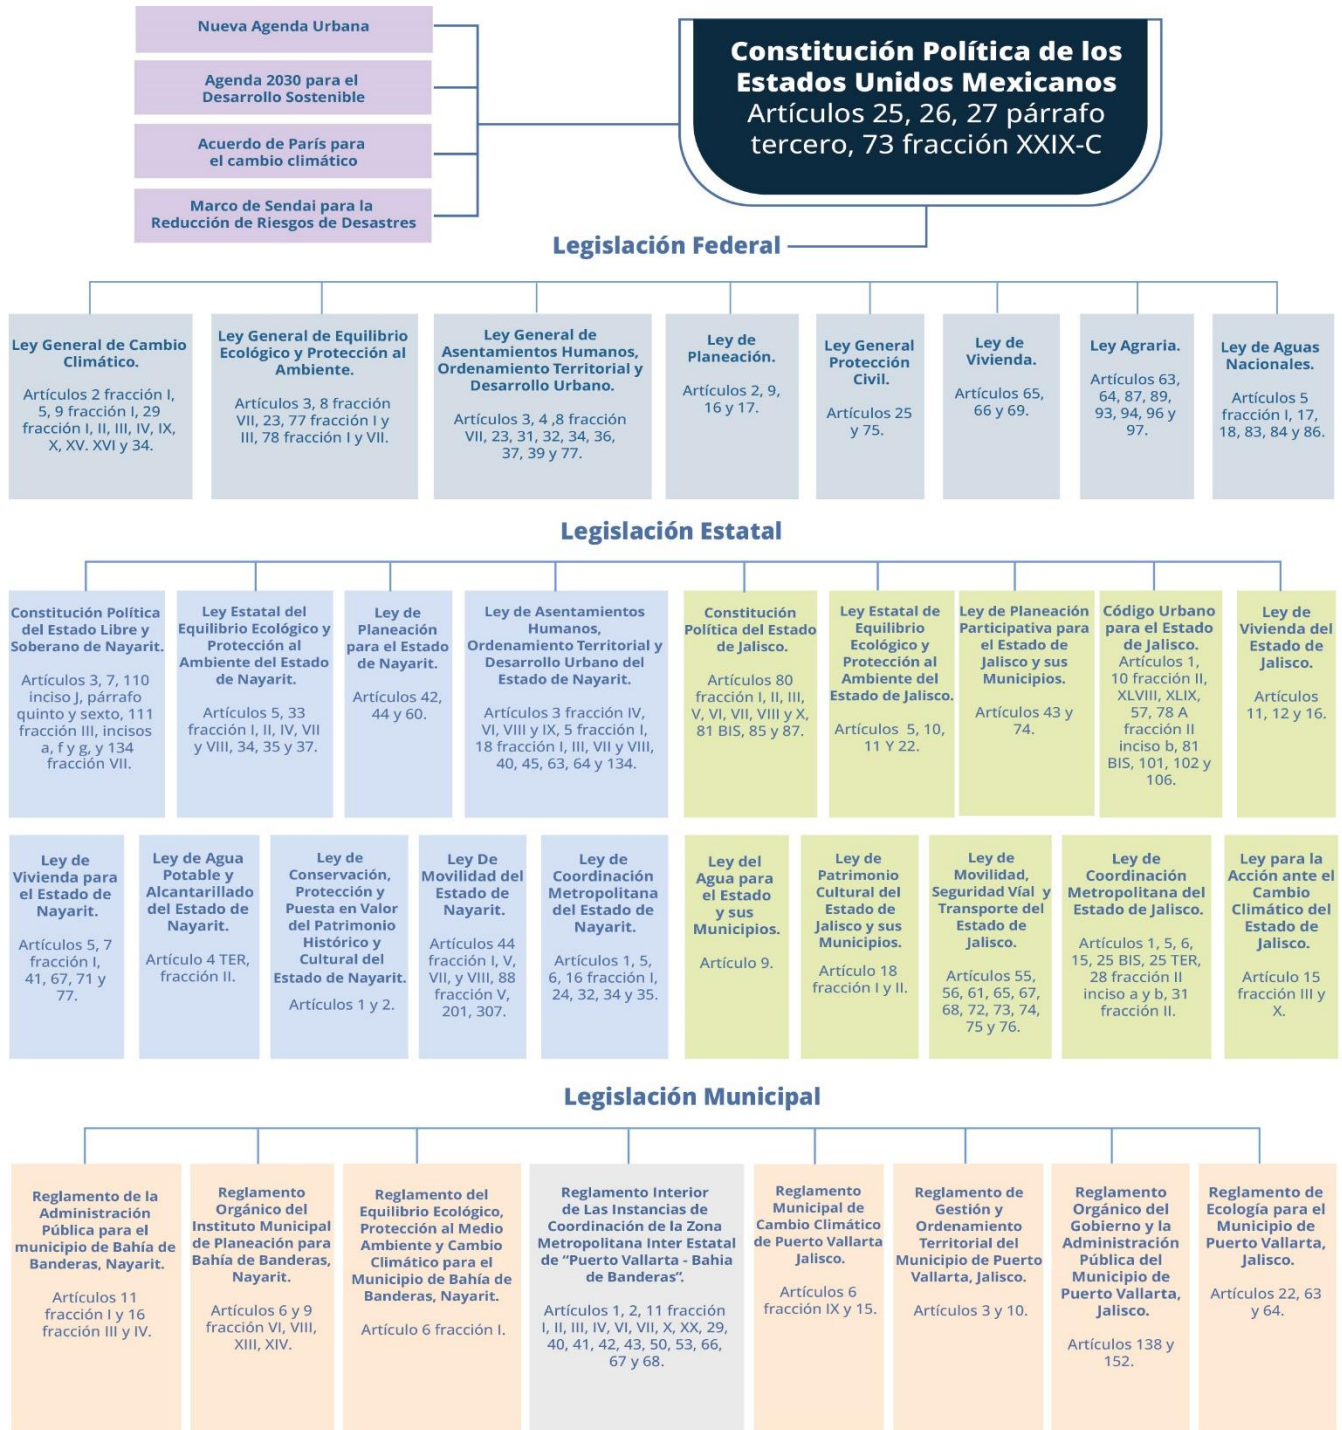 Nueva Agenda Urbana
Agenda 2030 para el
Desarrollo Sostenible
Acuerdo de París para
el cambio climático
Marco de Sendai para la
Reducción de Riesgos de Desastres
Constitución Política de los
Estados Unidos Mexicanos
Artículos 25, 26, 27 párrafo
tercero, 73 fracción XXIX-C
Legislación Federal
Ley General de Cambio
Climático.
Artículos 2 fracción I,
5, 9 fracción I, 29
fracción I, II, III, IV, IX,
X, XV. XVI y 34.
Ley General de Equilibrio
Ecológico y Protección al
Ambiente.
Artículos 3, 8 fracción
VII, 23, 77 fracción I y
III, 78 fracción I y VII.
Ley General de
Asentamientos Humanos,
Ordenamiento Territorial y
Desarrollo Urbano.
Artículos 3, 4 ,8 fracción
VII, 23, 31, 32, 34, 36,
37, 39 y 77.
Ley de
Planeación.
Artículos 2, 9,
16 y 17.
Ley General
Protección
Civil.
Artículos 25
y 75.
Ley de
Vivienda.
Artículos 65,
66 y 69.
Ley Agraria.
Artículos 63,
64, 87, 89,
93, 94, 96 y
97.
Ley de Aguas
Nacionales.
Artículos 5
fracción I, 17,
18, 83, 84 y 86.
Legislación Estatal
Constitución Política
del Estado Libre y
Soberano de Nayarit.
Artículos 3, 7, 110
inciso J, párrafo
quinto y sexto, 111
fracción III, incisos
a, f y g, y 134
fracción VII.
Ley Estatal del
Equilibrio Ecológico y
Protección al
Ambiente del Estado
de Nayarit.
Artículos 5, 33
fracción I, II, IV, VII
y VIII, 34, 35 y 37.
Ley de
Planeación
para el Estado
de Nayarit.
Artículos 42,
44 y 60.
Ley de Asentamientos
Humanos,
Ordenamiento Territorial y
Desarrollo Urbano del
Estado de Nayarit.
Artículos 3 fracción IV,
VI, VIII y IX, 5 fracción I,
18 fracción I, III, VII y VIII,
40, 45, 63, 64 y 134.
Constitución
Política del Estado
de Jalisco.
Artículos 80
fracción I, II, III,
V, VI, VII, VIII y X,
81 BIS, 85 y 87.
Ley Estatal de
Equilibrio
Ecológico y
Protección al
Ambiente del
Estado de Jalisco.
Artículos 5, 10,
11 Y 22.
Ley de Planeación
Participativa para
el Estado de
Jalisco y sus
Municipios.
Artículos 43 y
74.
Código Urbano
para el Estado
de Jalisco.
Artículos 1,
10 fracción II,
XLVIII, XLIX,
57, 78 A
fracción II
inciso b, 81
BIS, 101, 102 y
106.
Ley de
Vivienda del
Estado de
Jalisco.
Artículos
11, 12 y 16.
Ley de
Vivienda para
el Estado de
Nayarit.
Artículos 5, 7
fracción I,
41, 67, 71 y
77.
Ley de Agua
Potable y
Alcantarillado
del Estado de
Nayarit.
Artículo 4 TER,
fracción II.
Ley de
Conservación,
Protección y
Puesta en Valor
del Patrimonio
Histórico y
Cultural del
Estado de Nayarit.
Artículos 1 y 2.
Ley De
Movilidad del
Estado de
Nayarit.
Artículos 44
fracción I, V,
VII, y VIII, 88
fracción V,
201, 307.
Ley de
Coordinación
Metropolitana
del Estado de
Nayarit.
Artículos 1, 5,
6, 16 fracción I,
24, 32, 34 y 35.
Ley del
Agua para
el Estado
y sus
Municipios.
Artículo 9.
Ley de
Patrimonio
Cultural del
Estado de
Jalisco y sus
Municipios.
Artículo 18
fracción I y II.
Ley de
Movilidad,
Seguridad Víal y
Transporte del
Estado de
Jalisco.
Artículos 55,
56, 61, 65, 67,
68, 72, 73, 74,
75 y 76.
Ley de
Coordinación
Metropolitana del
Estado de Jalisco.
Artículos 1, 5, 6,
15, 25 BIS, 25 TER,
28 fracción II
inciso a y b, 31
fracción II.
Ley para la
Acción ante el
Cambio
Climático del
Estado de
Jalisco.
Artículo 15
fracción III y
X.
Legislación Municipal
Reglamento de la
Administración
Pública para el
municipio de Bahía de
Banderas, Nayarit.
Artículos 11
fracción I y 16
fracción III y IV.
Reglamento
Orgánico del
Instituto Municipal
de Planeación para
Bahía de Banderas,
Nayarit.
Artículos 6 y 9
fracción VI, VIII,
XIII, XIV.
Reglamento del
Equilibrio Ecológico,
Protección al Medio
Ambiente y Cambio
Climático para el
Municipio de Bahía de
Banderas, Nayarit.
Artículo 6 fracción I.
Reglamento Interior
de Las Instancias de
Coordinación de la Zona
Metropolitana Inter Estatal
de “Puerto Vallarta - Bahia
de Banderas”.
Artículos 1, 2, 11 fracción
I, II, III, IV, VI, VII, X, XX, 29,
40, 41, 42, 43, 50, 53, 66,
67 y 68.
Reglamento
Municipal de
Cambio Climático
de Puerto Vallarta
Jalisco.
Artículos 6
fracción IX y 15.
Reglamento de
Gestión y
Ordenamiento
Territorial del
Municipio de Puerto
Vallarta, Jalisco.
Artículos 3 y 10.
Reglamento
Orgánico del
Gobierno y la
Administración
Pública del
Municipio de
Puerto Vallarta,
Jalisco.
Artículos 138 y
152.
Reglamento de
Ecología para el
Municipio de
Puerto Vallarta,
Jalisco.
Artículos 22, 63
y 64.